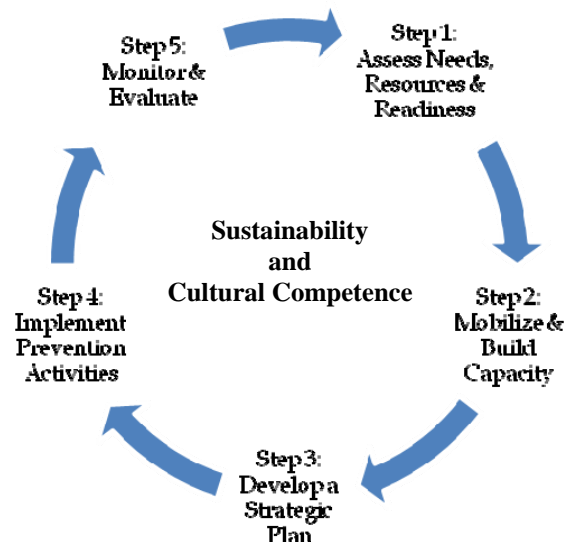 Step 1:
Assess Needs,
Resources &
Readiness
Step 2:
Mobilize &
Build
Capacity
Step 3:
Develop a
Strategic
Plan
Step 4:
Implement
Prevention
Activities
Step 5:
Monitor &
Evaluate
Sustainability
and
Cultural Competence